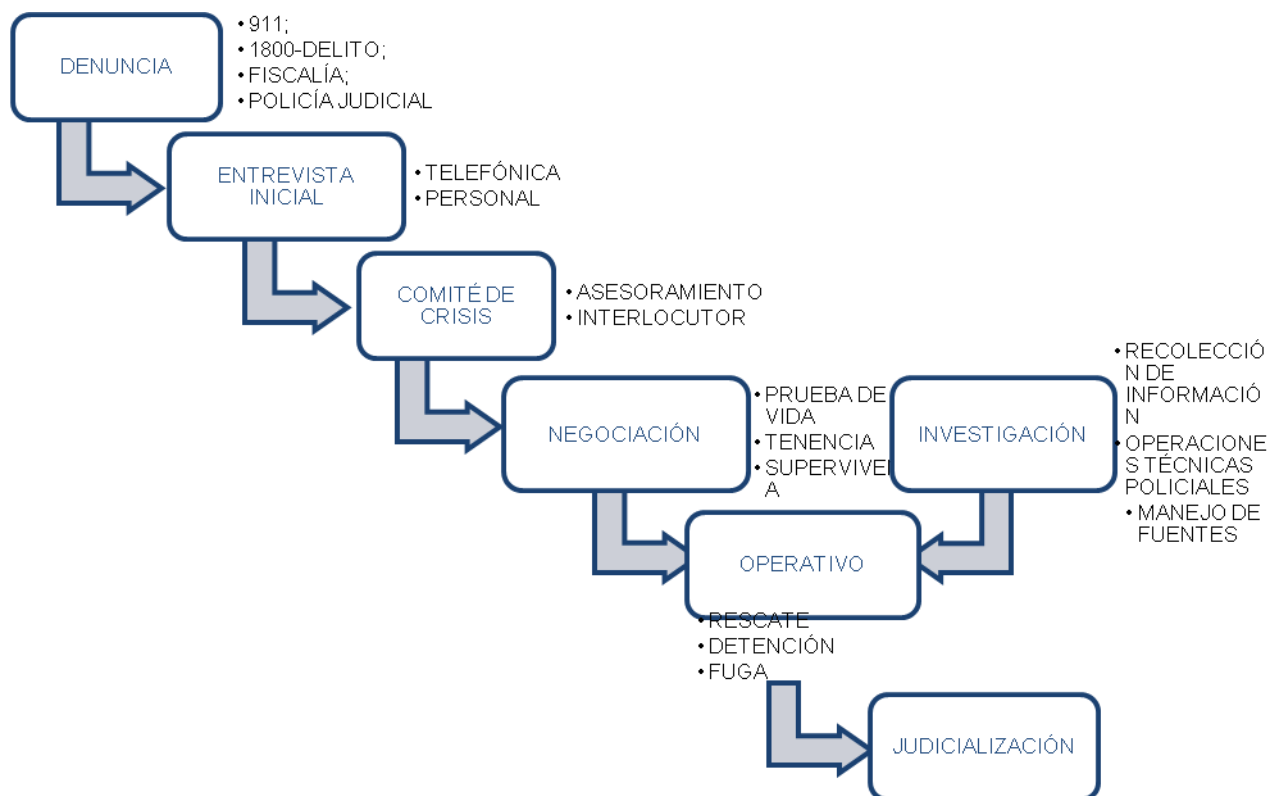 DENUNCIA
• 911;
• 1800-DELITO;
• FISCALÍA;
• POLICÍA JUDICIAL
ENTREVISTA
INICIAL
• TELEFÓNICA
• PERSONAL
COMITÉ DE
CRISIS
• ASESORAMIENTO
• INTERLOCUTOR
NEGOCIACIÓN
• PRUEBA DE
VIDA
• TENENCIA
• SUPERVIVE
A
INVESTIGACIÓN
• RECOLECCIÓ
N DE
INFORMACIÓ
N
• OPERACIONE
S TÉCNICAS
POLICIALES
• MANEJO DE
FUENTES
OPERATIVO
• RESCATE
• DETENCIÓN
• FUGA
JUDICIALIZACIÓN